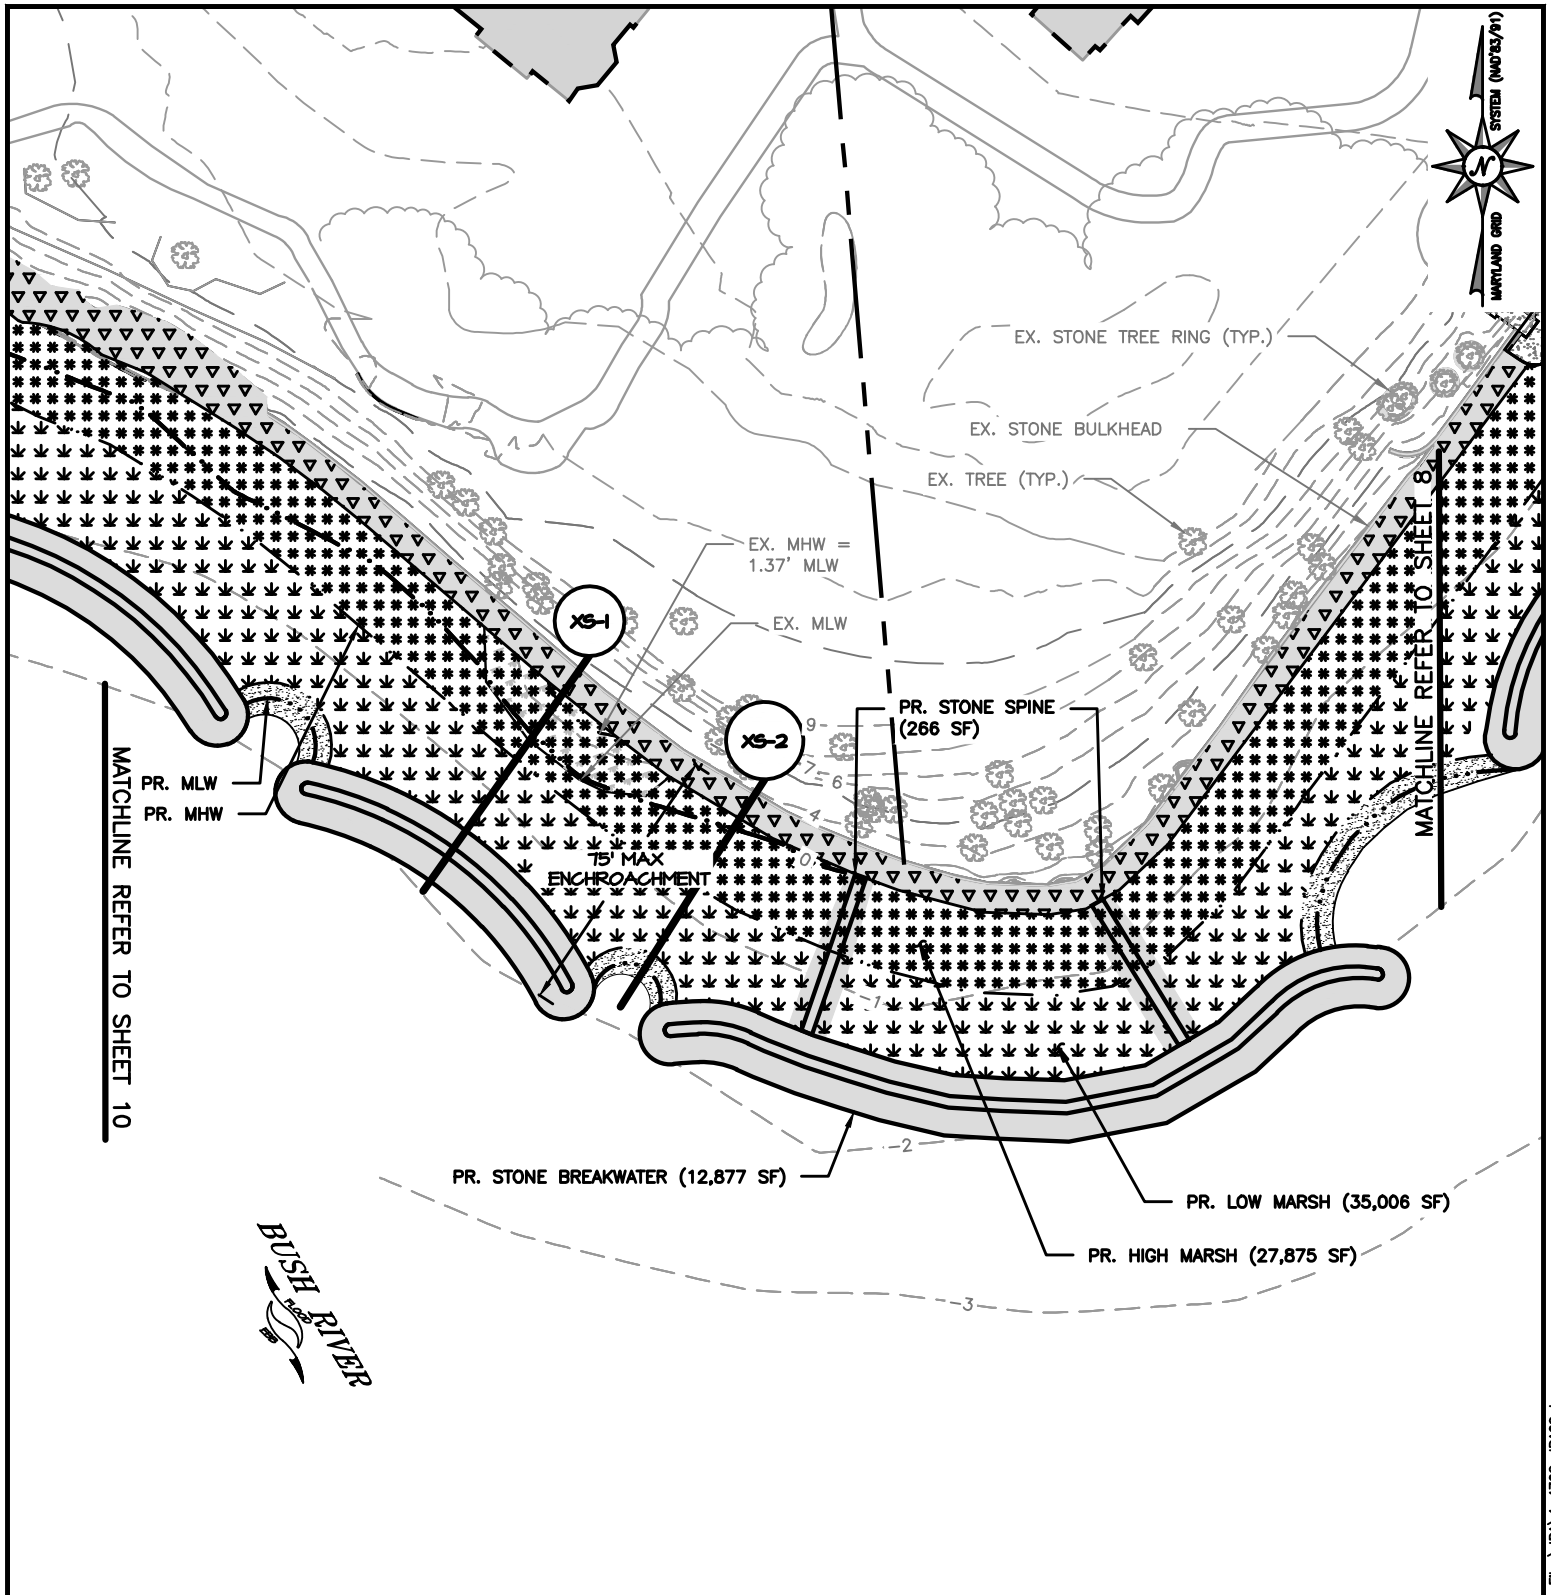 SYSTEM (NAD'83/91)
N
MARYLAND GRID
EX. STONE TREE RING (TYP.)
EX. STONE BULKHEAD
EX. TREE (TYP.)
EX. MHW =
1.37' MLW
EX. MLW
XS-1
XS-2
PR. STONE SPINE
(266 SF)
9
7
6
4
0
-1
-2
-3
PR. MLW
PR. MHW
75' MAX
ENCHROACHMENT
MATCHLINE REFER TO SHEET 10
MATCHLINE REFER TO SHEET 8
PR. STONE BREAKWATER (12,877 SF)
PR. LOW MARSH (35,006 SF)
PR. HIGH MARSH (27,875 SF)
BUSH RIVER
FLOOD
EBB